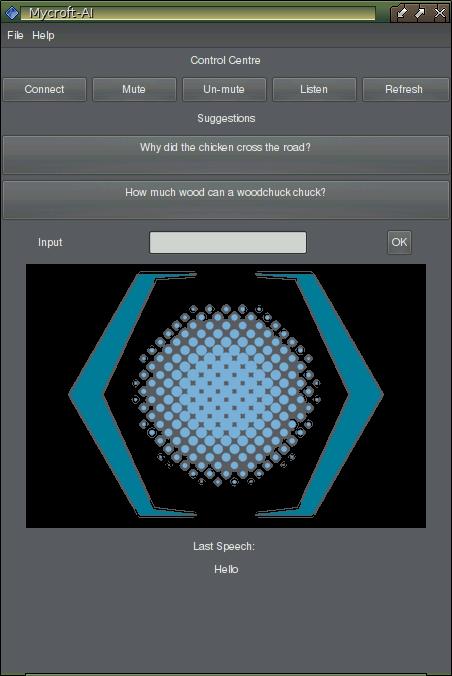 Mycroft-AI
File Help
Control Centre
Connect Mute Un-mute Listen Refresh
Suggestions
Why did the chicken cross the road?
How much wood can a woodchuck chuck?
Input OK
Last Speech:
Hello